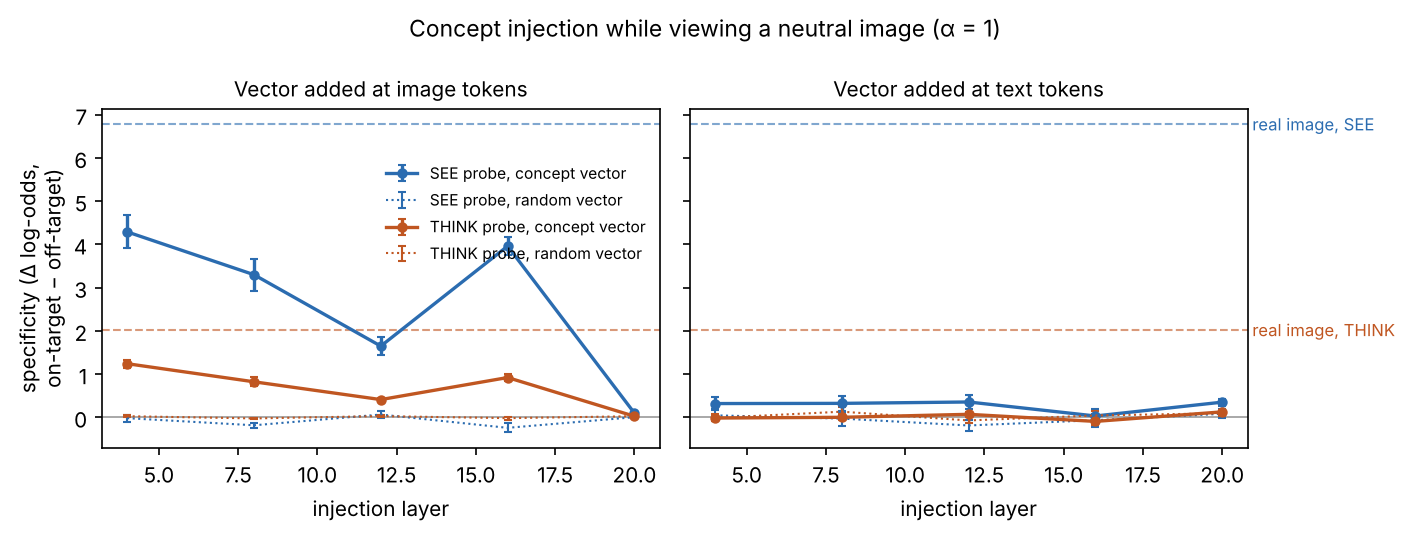 Concept injection while viewing a neutral image (α = 1)
Vector added at image tokens
specificity (Δ log-odds,
on-target − off-target)
7
6
5
4
3
2
1
0
SEE probe, concept vector
SEE probe, random vector
THINK probe, concept vector
THINK probe, random vector
5.0 7.5 10.0 12.5 15.0 17.5 20.0
injection layer
Vector added at text tokens
real image, SEE
real image, THINK
5.0 7.5 10.0 12.5 15.0 17.5 20.0
injection layer